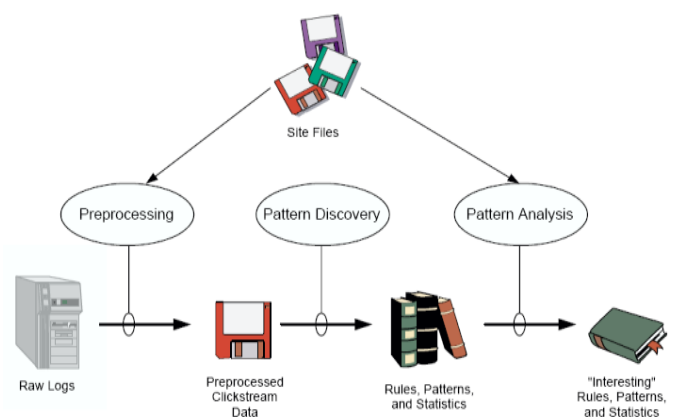 Site Files
Preprocessing
Pattern Discovery
Pattern Analysis
Raw Logs
Preprocessed
Clickstream
Data
Rules, Patterns,
and Statistics
"Interesting"
Rules, Patterns,
and Statistics